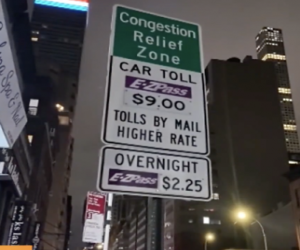 Congestion
Relief
Zone
CAR TOLL
E-ZPass
$9.00
TOLLS BY MAIL
HIGHER RATE
OVERNIGHT
E-ZPass $2.25